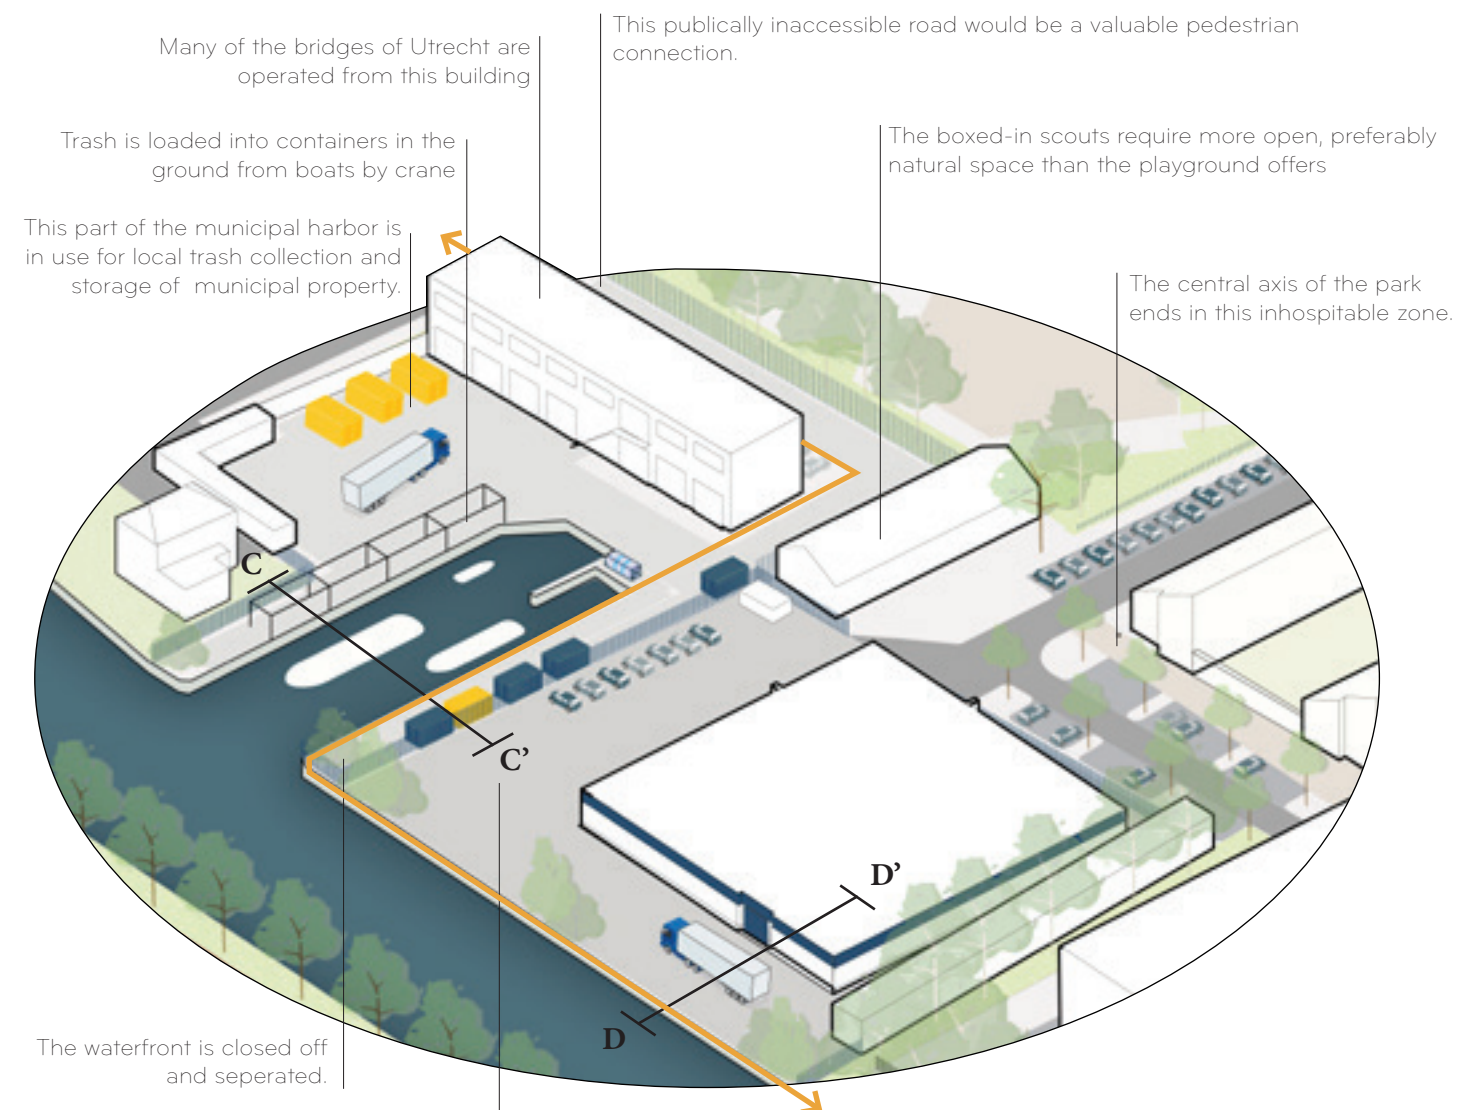 This publically inaccessible road would be a valuable pedestrian
connection.
Many of the bridges of Utrecht are
operated from this building
Trash is loaded into containers in the
ground from boats by crane
The boxed-in scouts require more open, preferably
natural space than the playground offers
This part of the municipal harbor is
in use for local trash collection and
storage of  municipal property.
The central axis of the park
ends in this inhospitable zone.
C
C’
D’
D
The waterfront is closed off
and seperated.